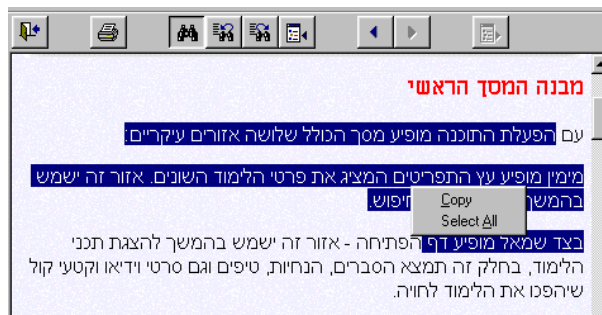 מבנה המסך הראשי
עם הפעלת התוכנה מופיע מסך הכולל שלושה אזורים עיקריים:
מימין מופיע עץ התפריטים המציג את פרטי הלימוד השונים. אזור זה ישמש
בהמשך חיפוש.
Copy
Select All
בצד שמאל מופיע דף הפתיחה - אזור זה ישמש בהמשך להצגת תכני
הלימוד, בחלק זה תמצא הסברים, הנחיות, טיפים וגם סרטי וידיאו וקטעי קול
שיהפכו את הלימוד לחויה.